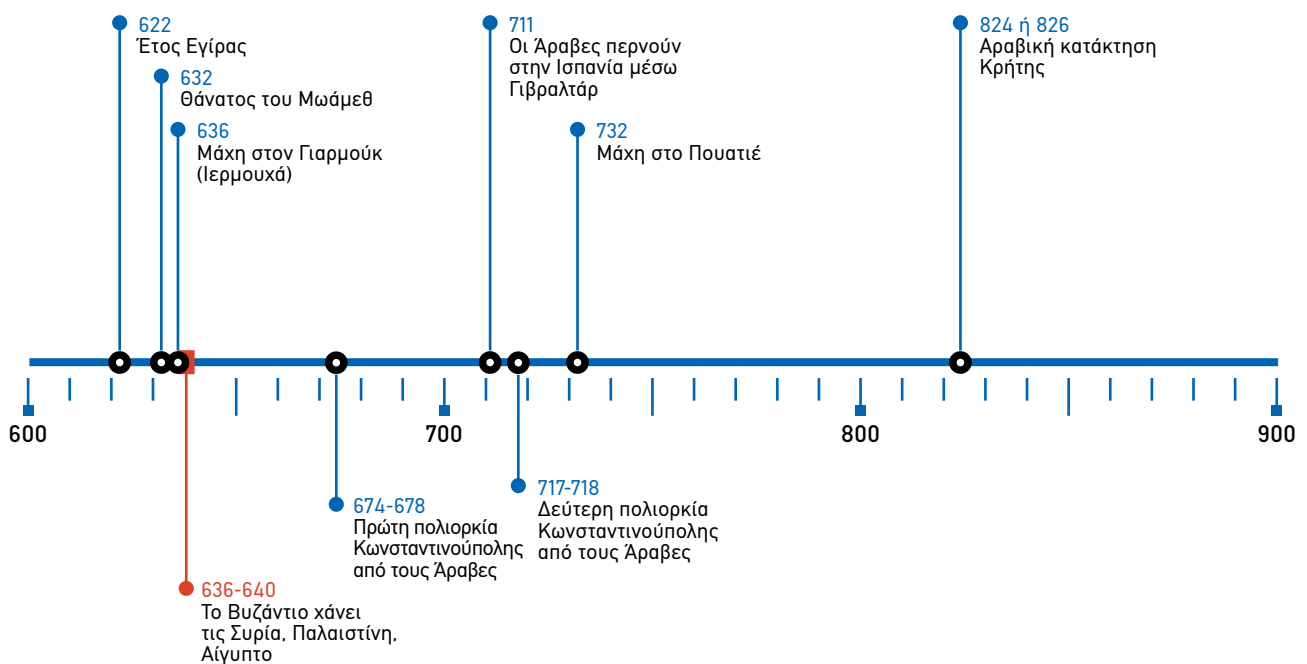 622
Έτος Εγίρας
632
Θάνατος του Μωάμεθ
636
Μάχη στον Γιαρμούκ
(Ιερμουχά)
711
Οι Άραβες περνούν
στην Ισπανία μέσω
Γιβραλτάρ
732
Μάχη στο Πουατιέ
824 ή 826
Αραβική κατάκτηση
Κρήτης
600
700
800
900
674-678
Πρώτη πολιορκία
Κωνσταντινούπολης
από τους Άραβες
717-718
Δεύτερη πολιορκία
Κωνσταντινούπολης
από τους Άραβες
636-640
Το Βυζάντιο χάνει
τις Συρία, Παλαιστίνη,
Αίγυπτο